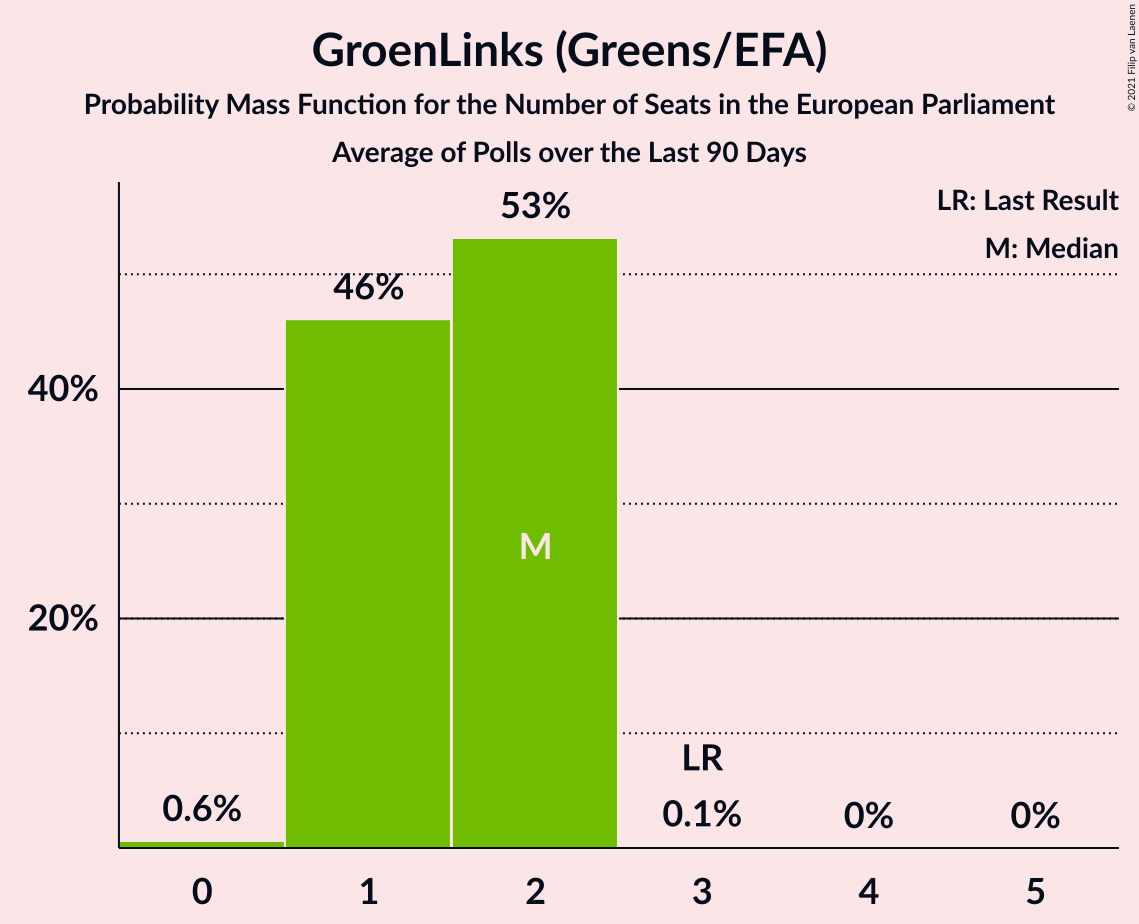 GroenLinks (Greens/EFA)
Probability Mass Function for the Number of Seats in the European Parliament
Average of Polls over the Last 90 Days
© 2021 Filip van Laenen
LR: Last Result
M: Median
53%
46%
40%
M
20%
LR
0.6%
0.1%
0%
0%
0 1 2 3 4 5